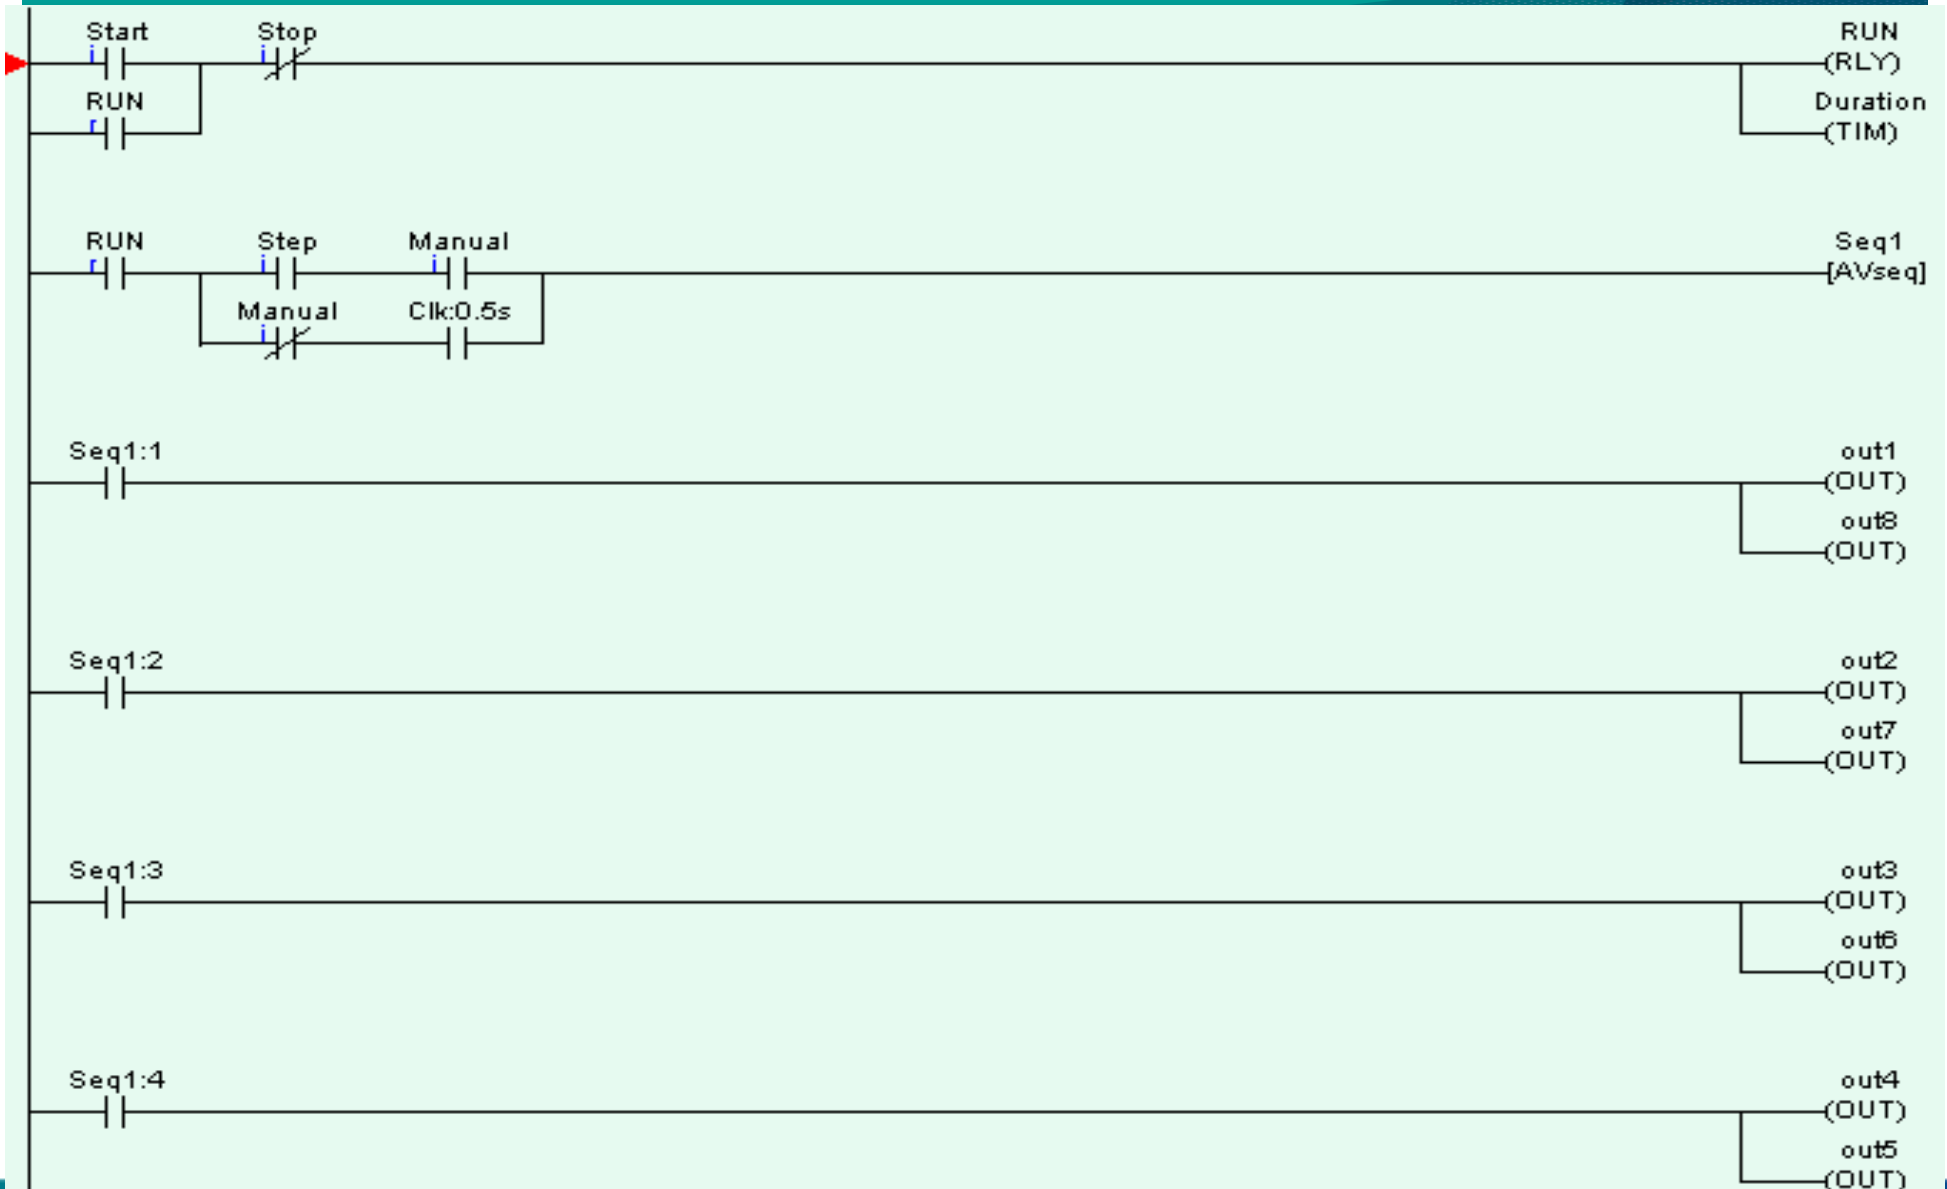 Start Stop RUN
i i (RLY)
RUN Duration
r (TIM)
RUN Step Manual Seq1
r i i [AVseq]
Manual Clk:0.5s
i
Seq1:1 out1
(OUT)
out8
(OUT)
Seq1:2 out2
(OUT)
out7
(OUT)
Seq1:3 out3
(OUT)
out6
(OUT)
Seq1:4 out4
(OUT)
out5
(OUT)